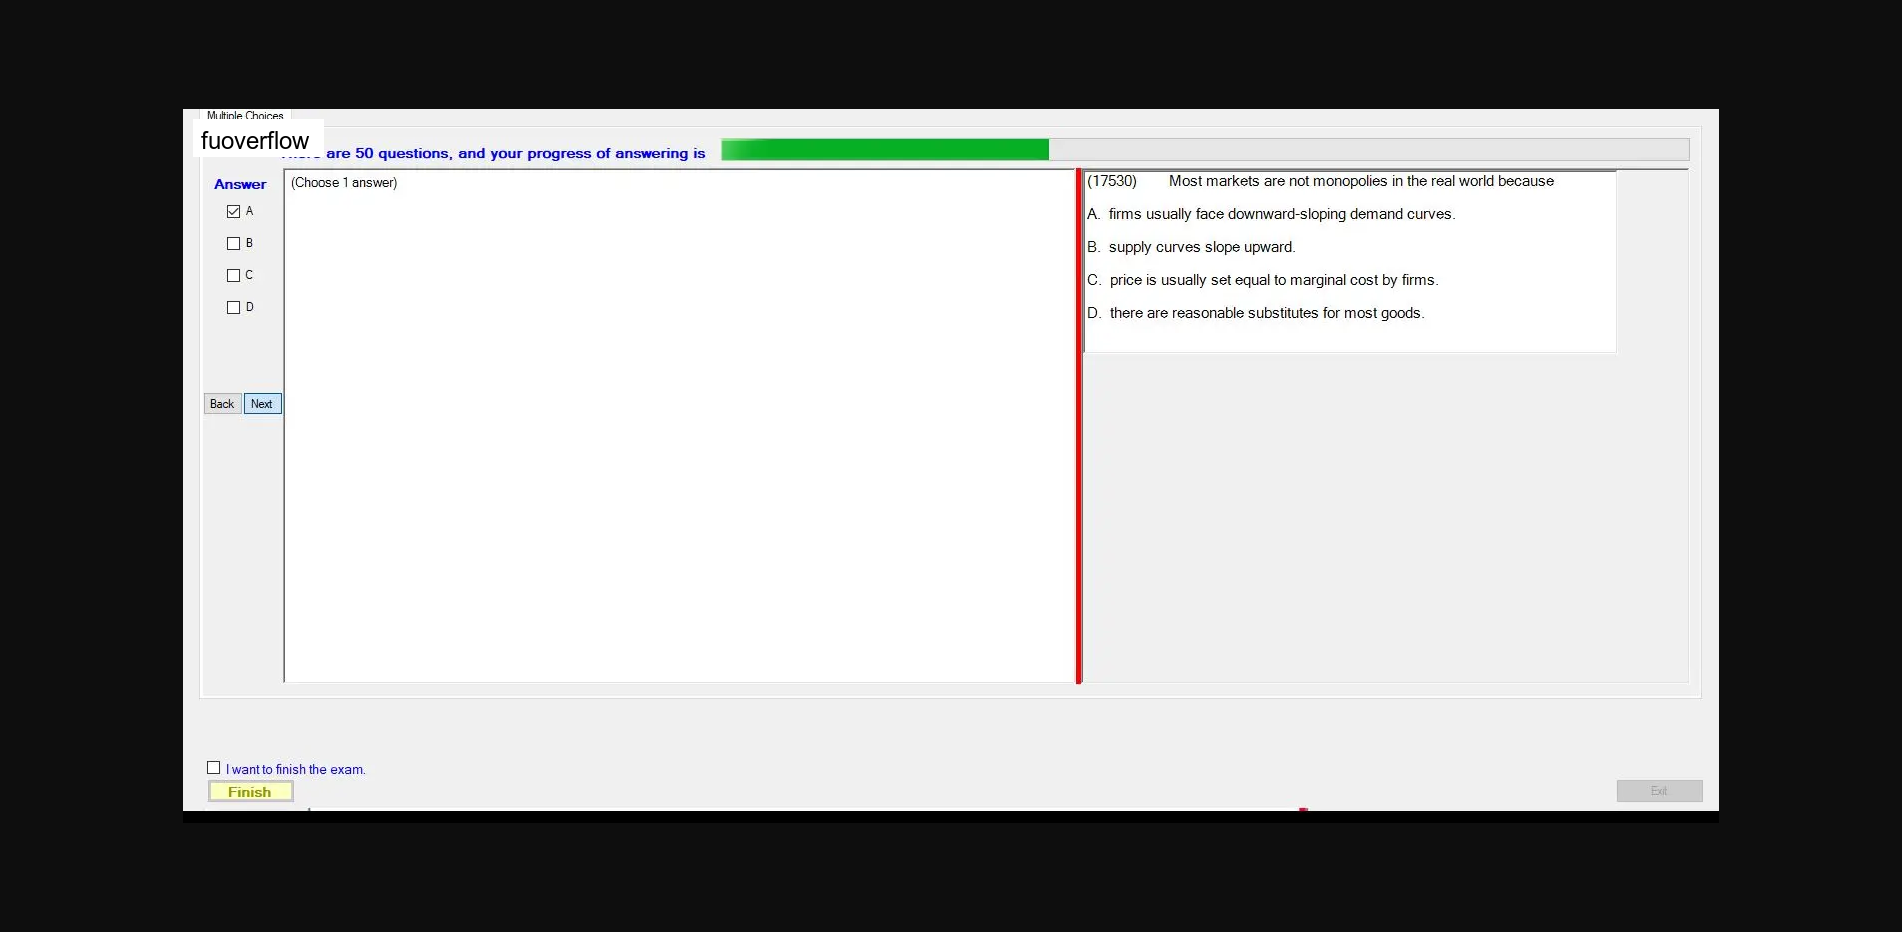 Multiple Choices
fuoverflow
are 50 questions, and your progress of answering is
Answer
(Choose 1 answer)
A
B
C
D
Back Next
(17530) Most markets are not monopolies in the real world because
A. firms usually face downward-sloping demand curves.
B. supply curves slope upward.
C. price is usually set equal to marginal cost by firms.
D. there are reasonable substitutes for most goods.
I want to finish the exam.
Finish
Exit